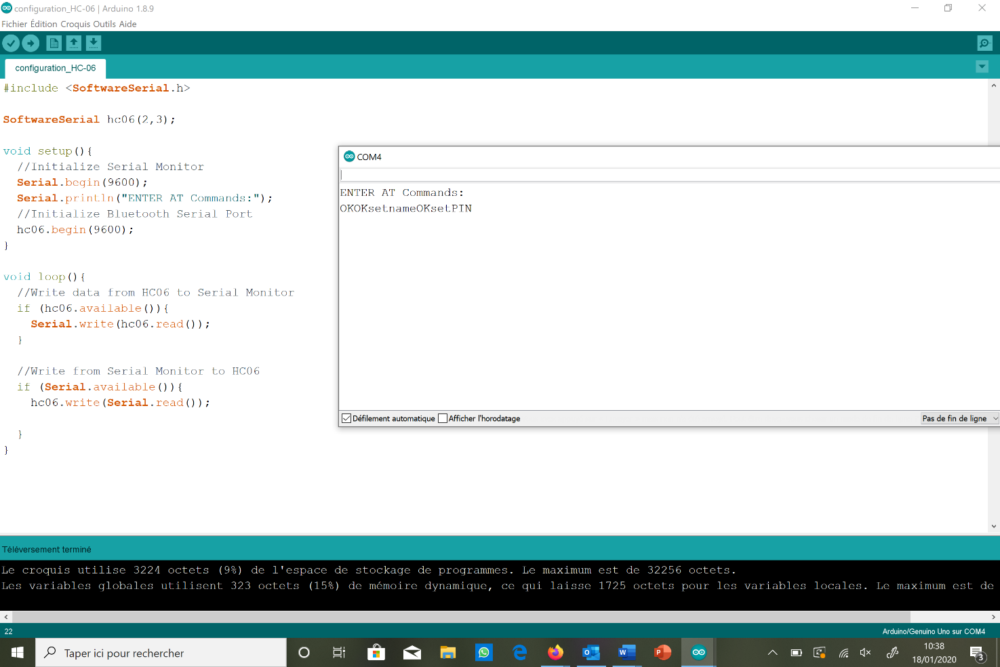 configuration_HC-06 | Arduino 1.8.9
Fichier Édition Croquis Outils Aide
configuration_HC-06
#include <SoftwareSerial.h>
SoftwareSerial hc06(2,3);
void setup(){
//Initialize Serial Monitor
Serial.begin(9600);
Serial.println("ENTER AT Commands:");
//Initialize Bluetooth Serial Port
hc06.begin(9600);
}
void loop(){
//Write data from HC06 to Serial Monitor
if (hc06.available()){
Serial.write(hc06.read());
}
//Write from Serial Monitor to HC06
if (Serial.available()){
hc06.write(Serial.read());
}
}
COM4
ENTER AT Commands:
OKOKsetnameOKsetPIN
Défilement automatique Afficher l'horodatage
Pas de fin de ligne
Téléversement terminé
Le croquis utilise 3224 octets (9%) de l'espace de stockage de programmes. Le maximum est de 32256 octets.
Les variables globales utilisent 323 octets (15%) de mémoire dynamique, ce qui laisse 1725 octets pour les variables locales. Le maximum est de
22
Arduino/Genuino Uno sur COM4
Taper ici pour rechercher
10:38
18/01/2020
3